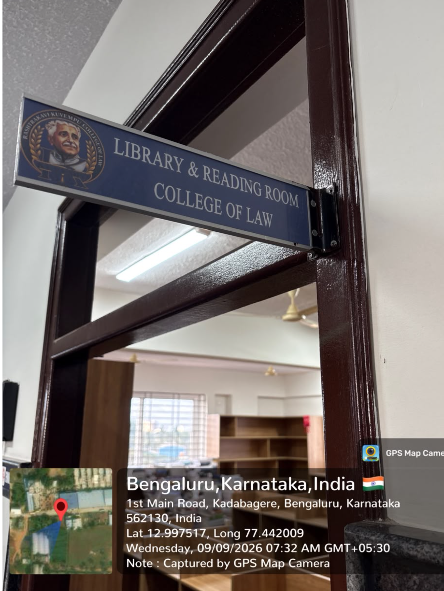 LIBRARY & READING ROOM
COLLEGE OF LAW
GPS Map Came
Bengaluru,Karnataka,India
1st Main Road, Kadabagere, Bengaluru, Karnataka
562130, India
Lat 12.997517, Long 77.442009
Wednesday, 09/09/2026 07:32 AM GMT+05:30
Note : Captured by GPS Map Camera